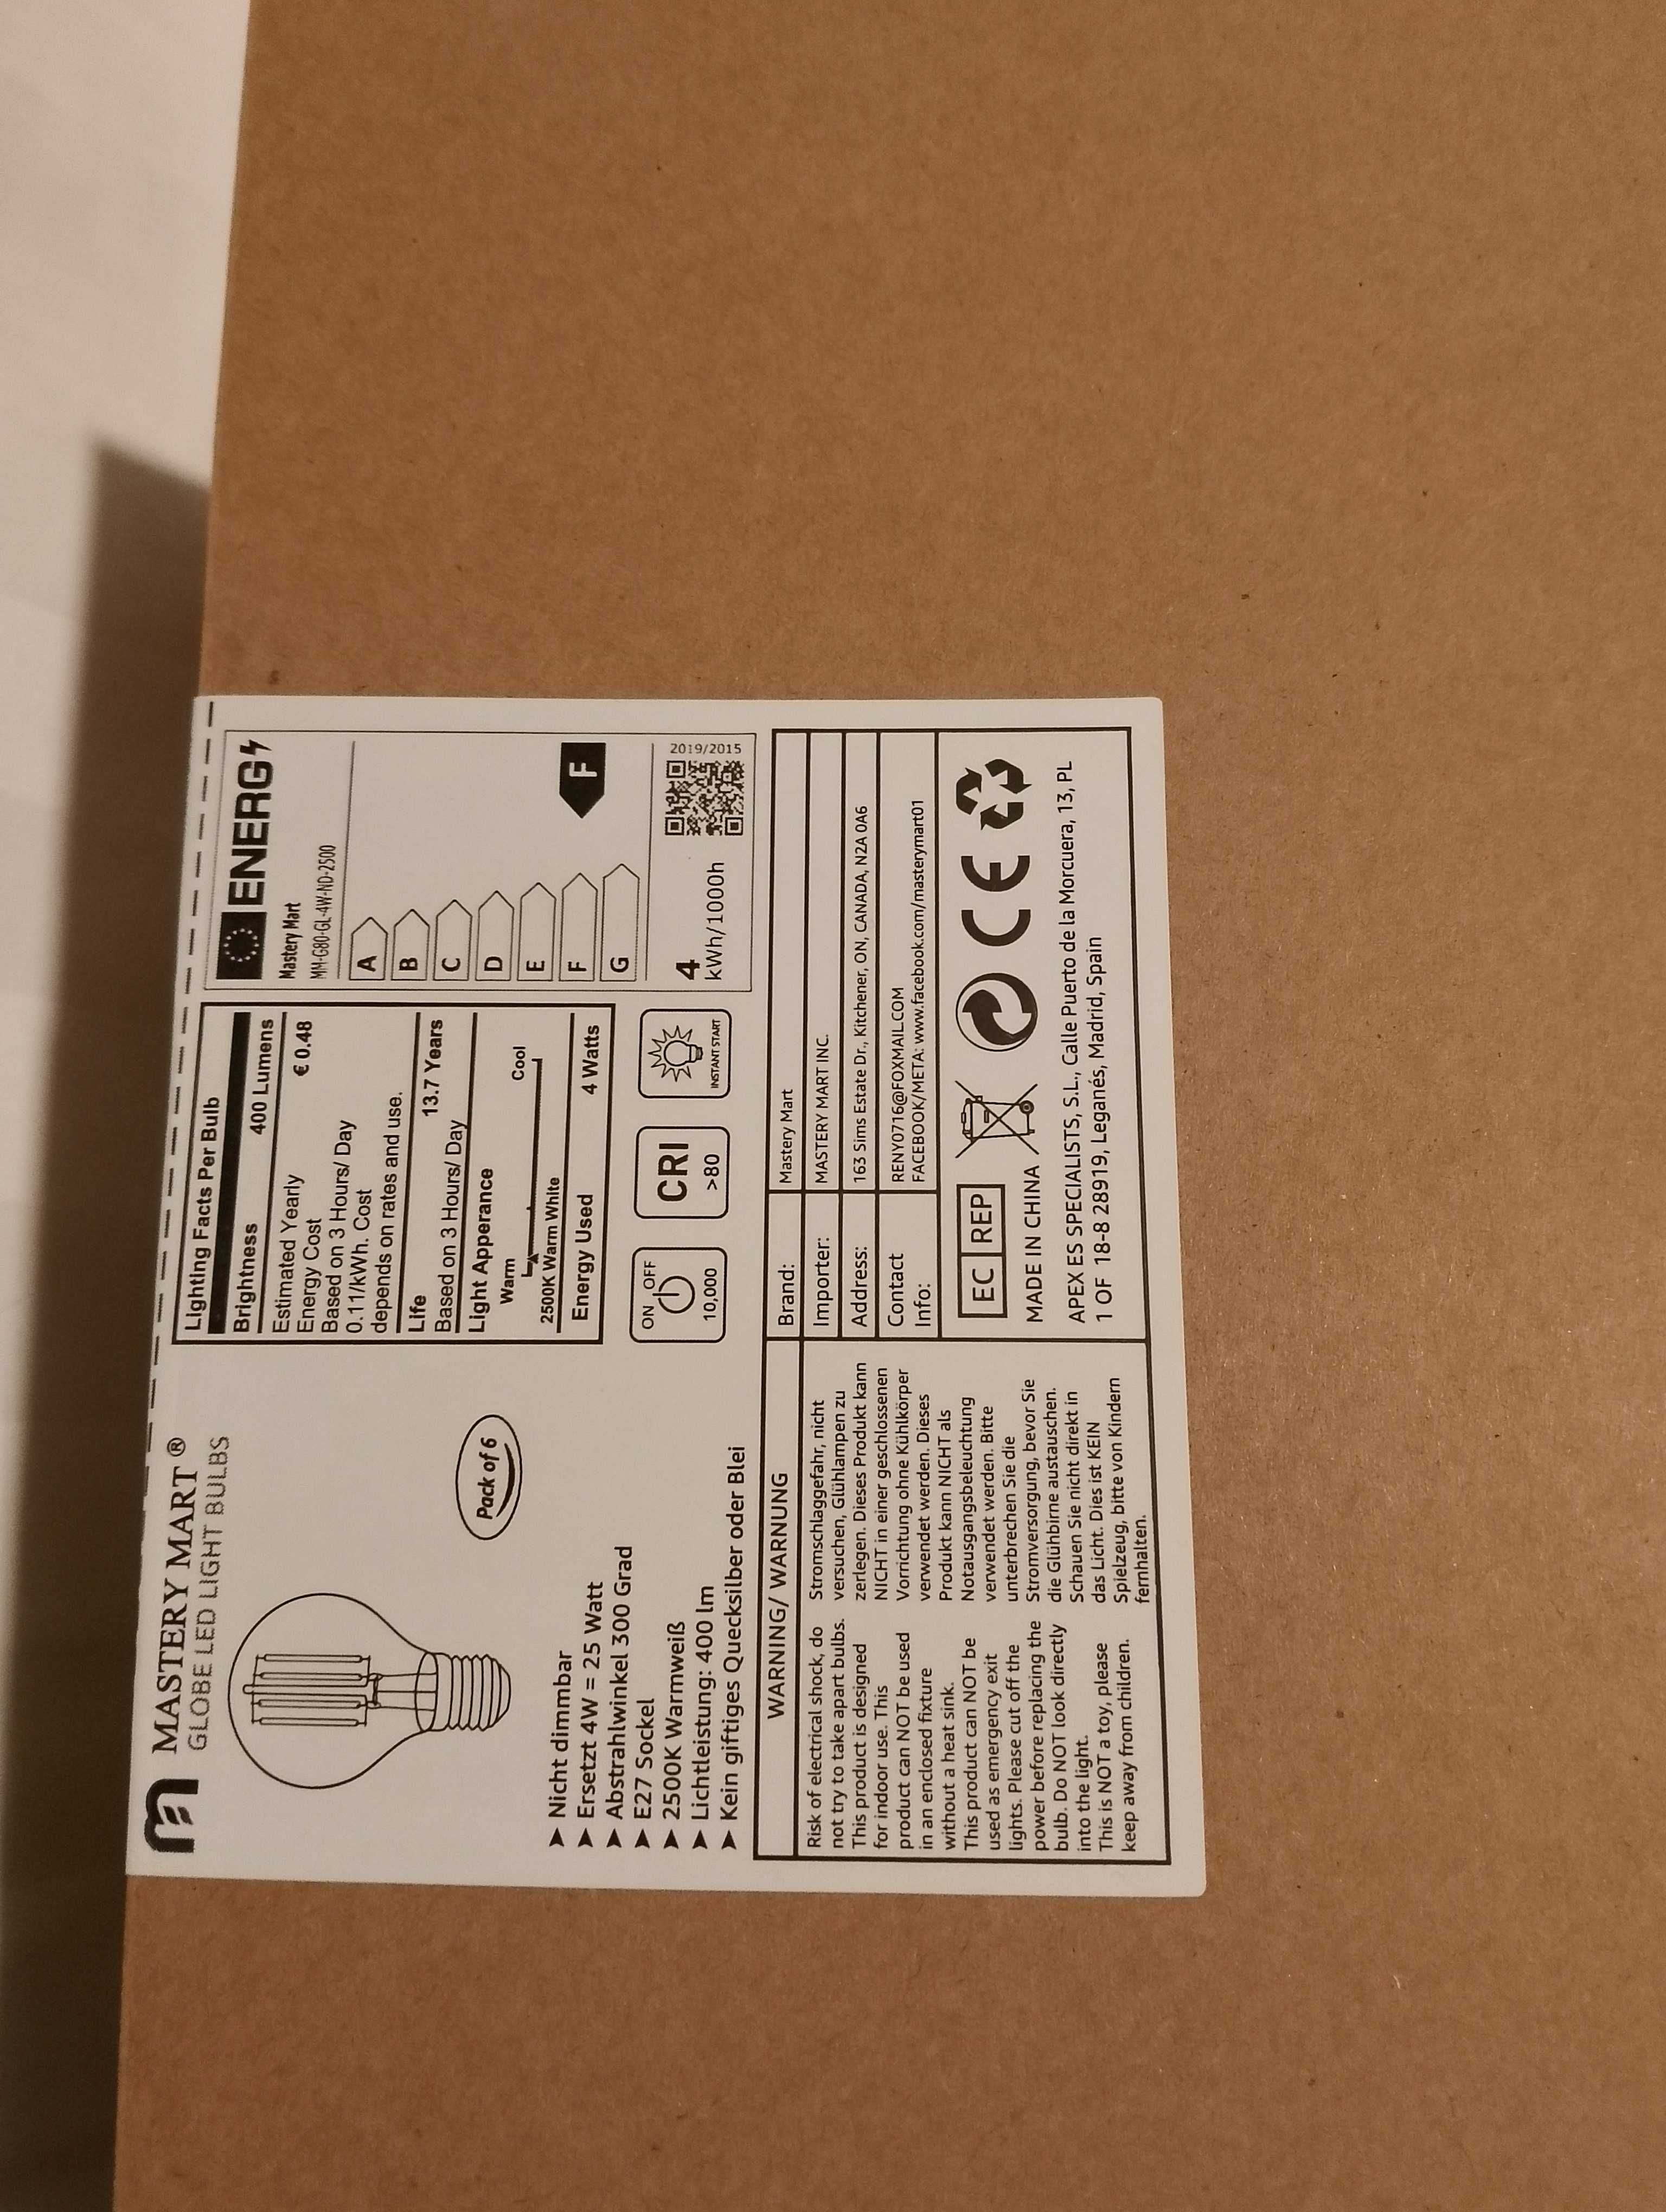 MASTERY MART®
GLOBE LED LIGHT BULBS
Pack of 6
➤ Nicht dimmbar
➤ Ersetzt 4W = 25 Watt
➤ Abstrahlwinkel 300 Grad
➤ E27 Sockel
➤ 2500K Warmweiß
➤ Lichtleistung: 400 lm
➤ Kein giftiges Quecksilber oder Blei
Lighting Facts Per Bulb
Brightness 400 Lumens
Estimated Yearly € 0.48
Energy Cost
Based on 3 Hours/ Day
0.11/kWh. Cost
depends on rates and use.
Life 13.7 Years
Based on 3 Hours/ Day
Light Apperance
Warm Cool
2500K Warm White
Energy Used 4 Watts
ON OFF
10,000
CRI
>80
INSTANT START
ENERG
Mastery Mart
MM-G80-GL-4W-ND-2500
A
B
C
D
E
F F
G
4
kWh/1000h
2019/2015
WARNING/ WARNUNG
Risk of electrical shock, do
not try to take apart bulbs.
This product is designed
for indoor use. This
product can NOT be used
in an enclosed fixture
without a heat sink.
This product can NOT be
used as emergency exit
lights. Please cut off the
power before replacing the
bulb. Do NOT look directly
into the light.
This is NOT a toy, please
keep away from children.
Stromschlaggefahr, nicht
versuchen, Glühlampen zu
zerlegen. Dieses Produkt kann
NICHT in einer geschlossenen
Vorrichtung ohne Kühlkörper
verwendet werden. Dieses
Produkt kann NICHT als
Notausgangsbeleuchtung
verwendet werden. Bitte
unterbrechen Sie die
Stromversorgung, bevor Sie
die Glühbirne austauschen.
Schauen Sie nicht direkt in
das Licht. Dies ist KEIN
Spielzeug, bitte von Kindern
fernhalten.
Brand: Mastery Mart
Importer: MASTERY MART INC.
Address: 163 Sims Estate Dr., Kitchener, ON, CANADA, N2A 0A6
Contact Info: RENY0716@FOXMAIL.COM
FACEBOOK/META: www.facebook.com/masterymart01
EC REP
MADE IN CHINA
CE
APEX ES SPECIALISTS, S.L., Calle Puerto de la Morcuera, 13, PL
1 OF 18-8 28919, Leganés, Madrid, Spain